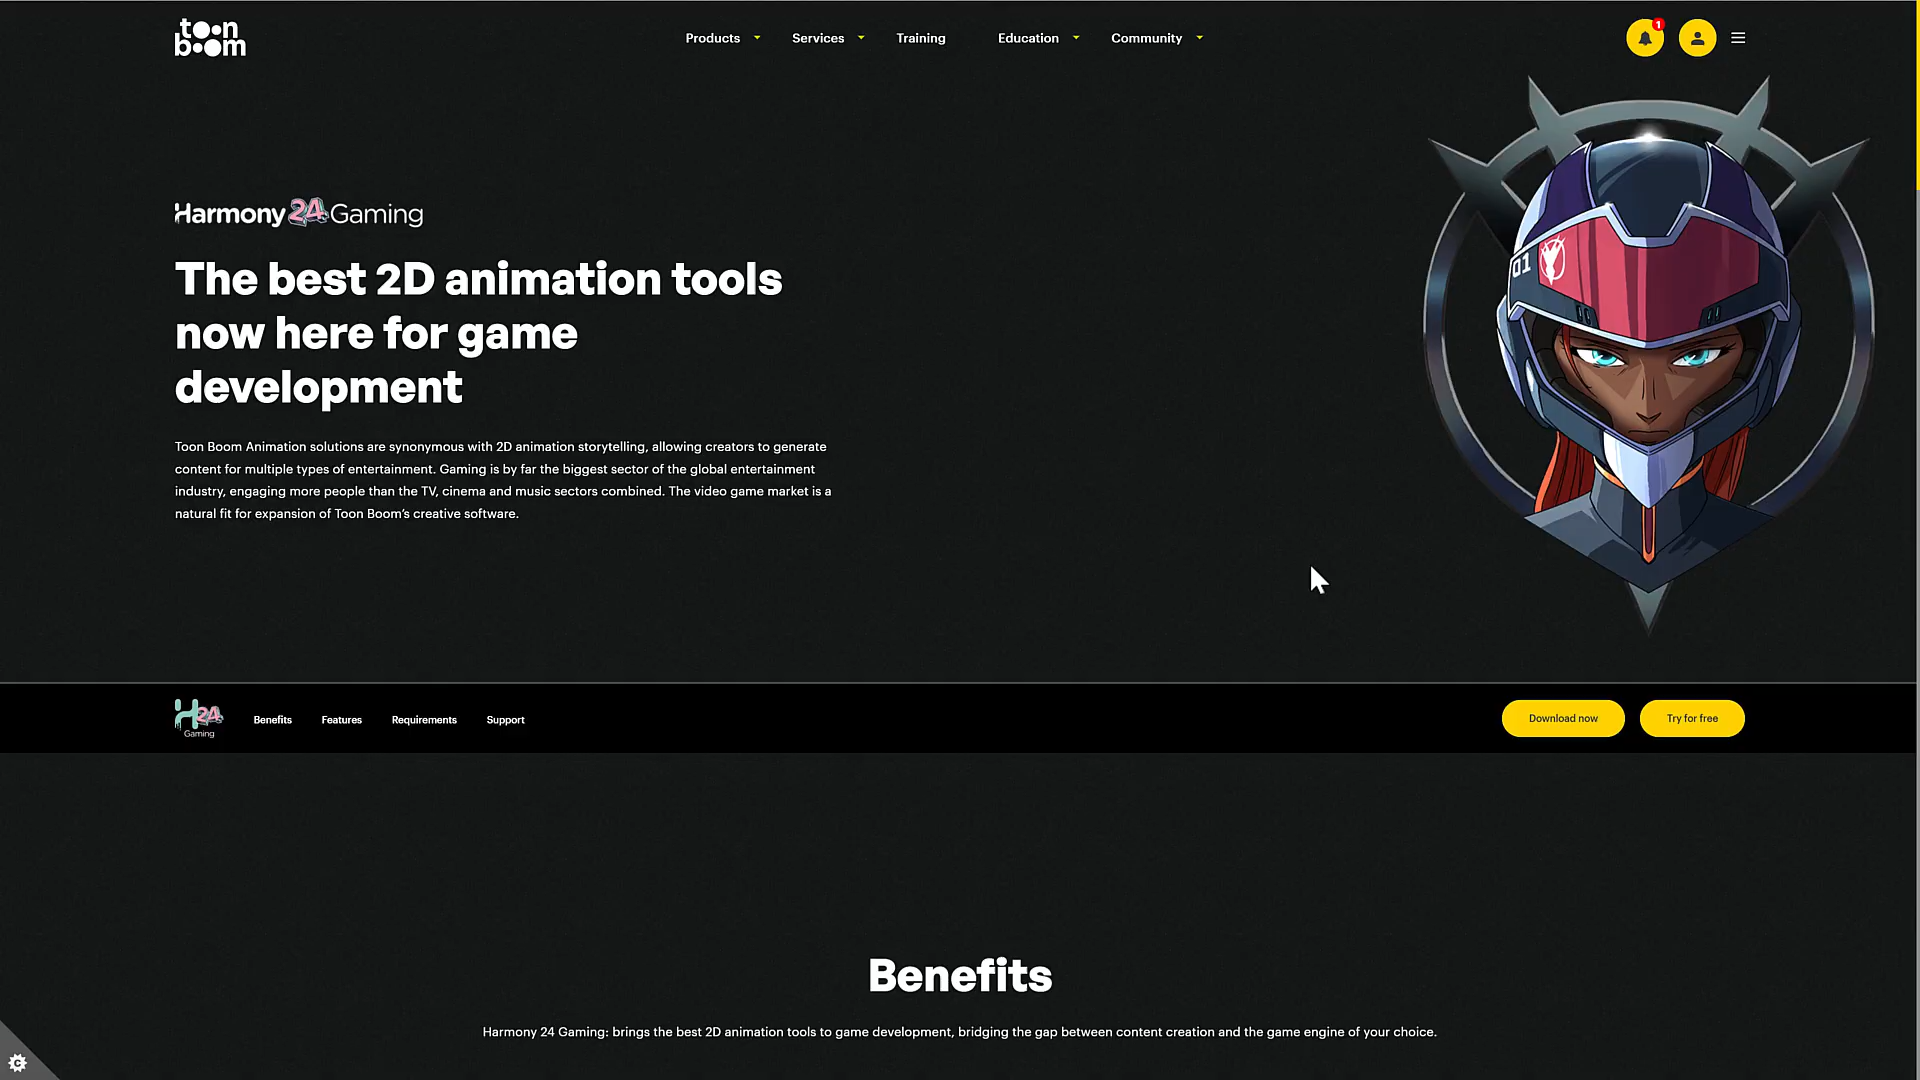 toon
boom
Products
Services
Training
Education
Community
1
Harmony 24 Gaming
The best 2D animation tools
now here for game
development
Toon Boom Animation solutions are synonymous with 2D animation storytelling, allowing creators to generate
content for multiple types of entertainment. Gaming is by far the biggest sector of the global entertainment
industry, engaging more people than the TV, cinema and music sectors combined. The video game market is a
natural fit for expansion of Toon Boom's creative software.
01
H 24
Gaming
Benefits
Features
Requirements
Support
Download now
Try for free
Benefits
Harmony 24 Gaming: brings the best 2D animation tools to game development, bridging the gap between content creation and the game engine of your choice.